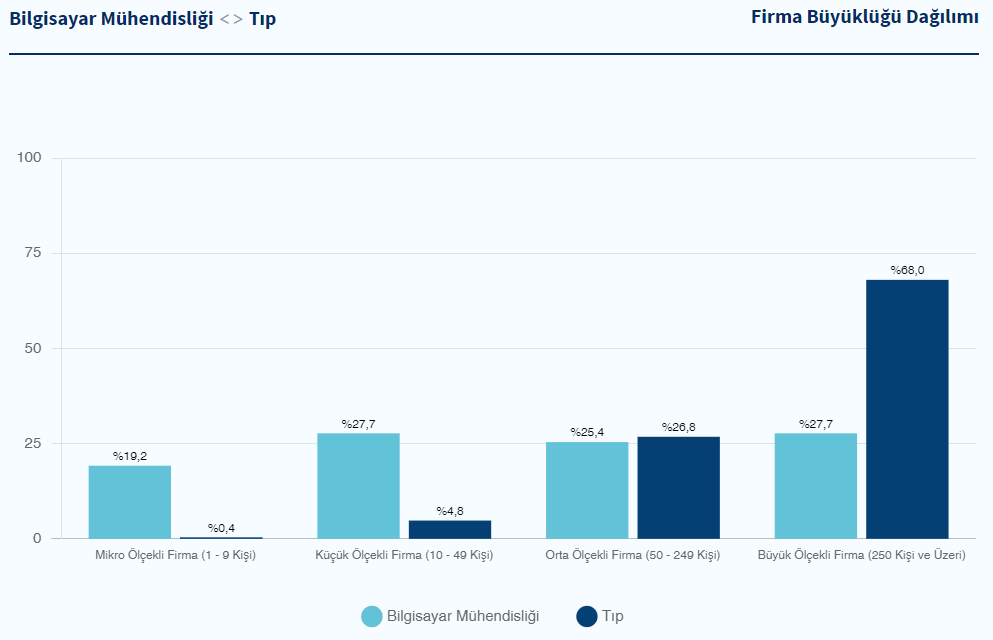 Bilgisayar Mühendisliği <> Tıp
Firma Büyüklüğü Dağılımı
100
75
50
25
0
%19,2
%0,4
%27,7
%4,8
%25,4
%26,8
%27,7
%68,0
Mikro Ölçekli Firma (1 - 9 Kişi)
Küçük Ölçekli Firma (10 - 49 Kişi)
Orta Ölçekli Firma (50 - 249 Kişi)
Büyük Ölçekli Firma (250 Kişi ve Üzeri)
Bilgisayar Mühendisliği
Tıp